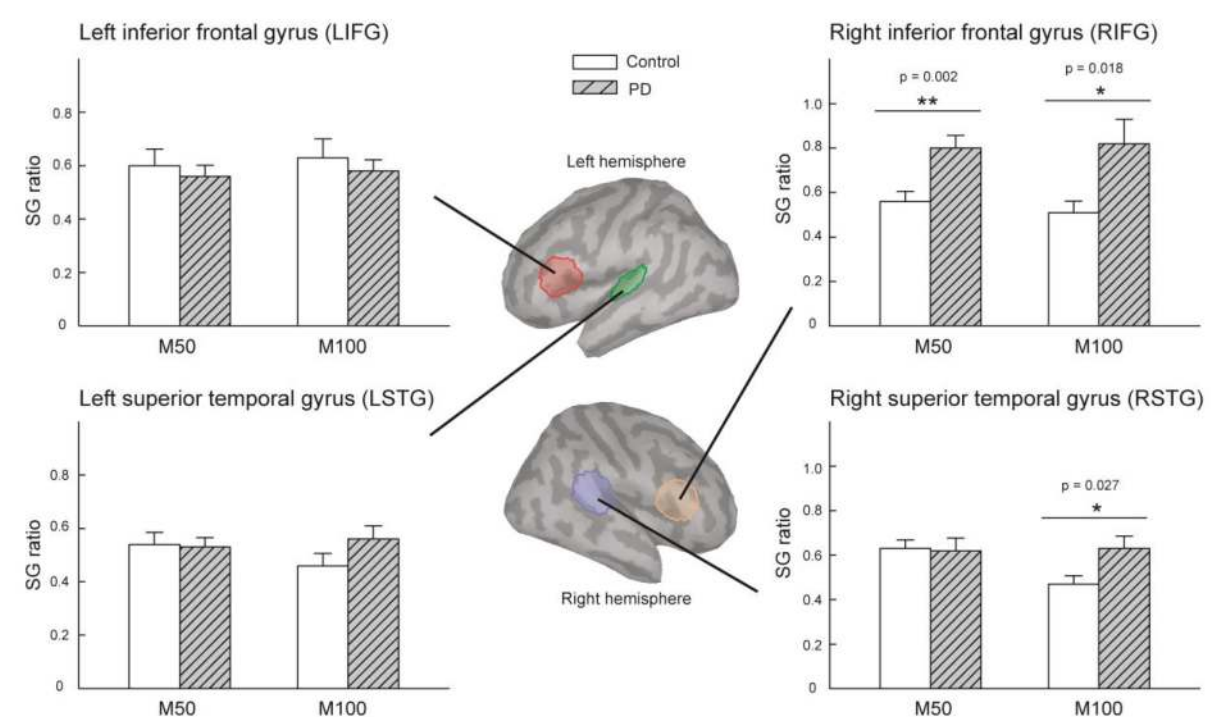 Left inferior frontal gyrus (LIFG)
SG ratio
0.8
0.6
0.4
0.2
0
M50
M100
Control
PD
Right inferior frontal gyrus (RIFG)
p = 0.002
**
p = 0.018
*
SG ratio
1.0
0.8
0.6
0.4
0.2
0
M50
M100
Left hemisphere
Left superior temporal gyrus (LSTG)
SG ratio
0.8
0.6
0.4
0.2
0
M50
M100
Right hemisphere
Right superior temporal gyrus (RSTG)
p = 0.027
*
SG ratio
1.0
0.8
0.6
0.4
0.2
0
M50
M100